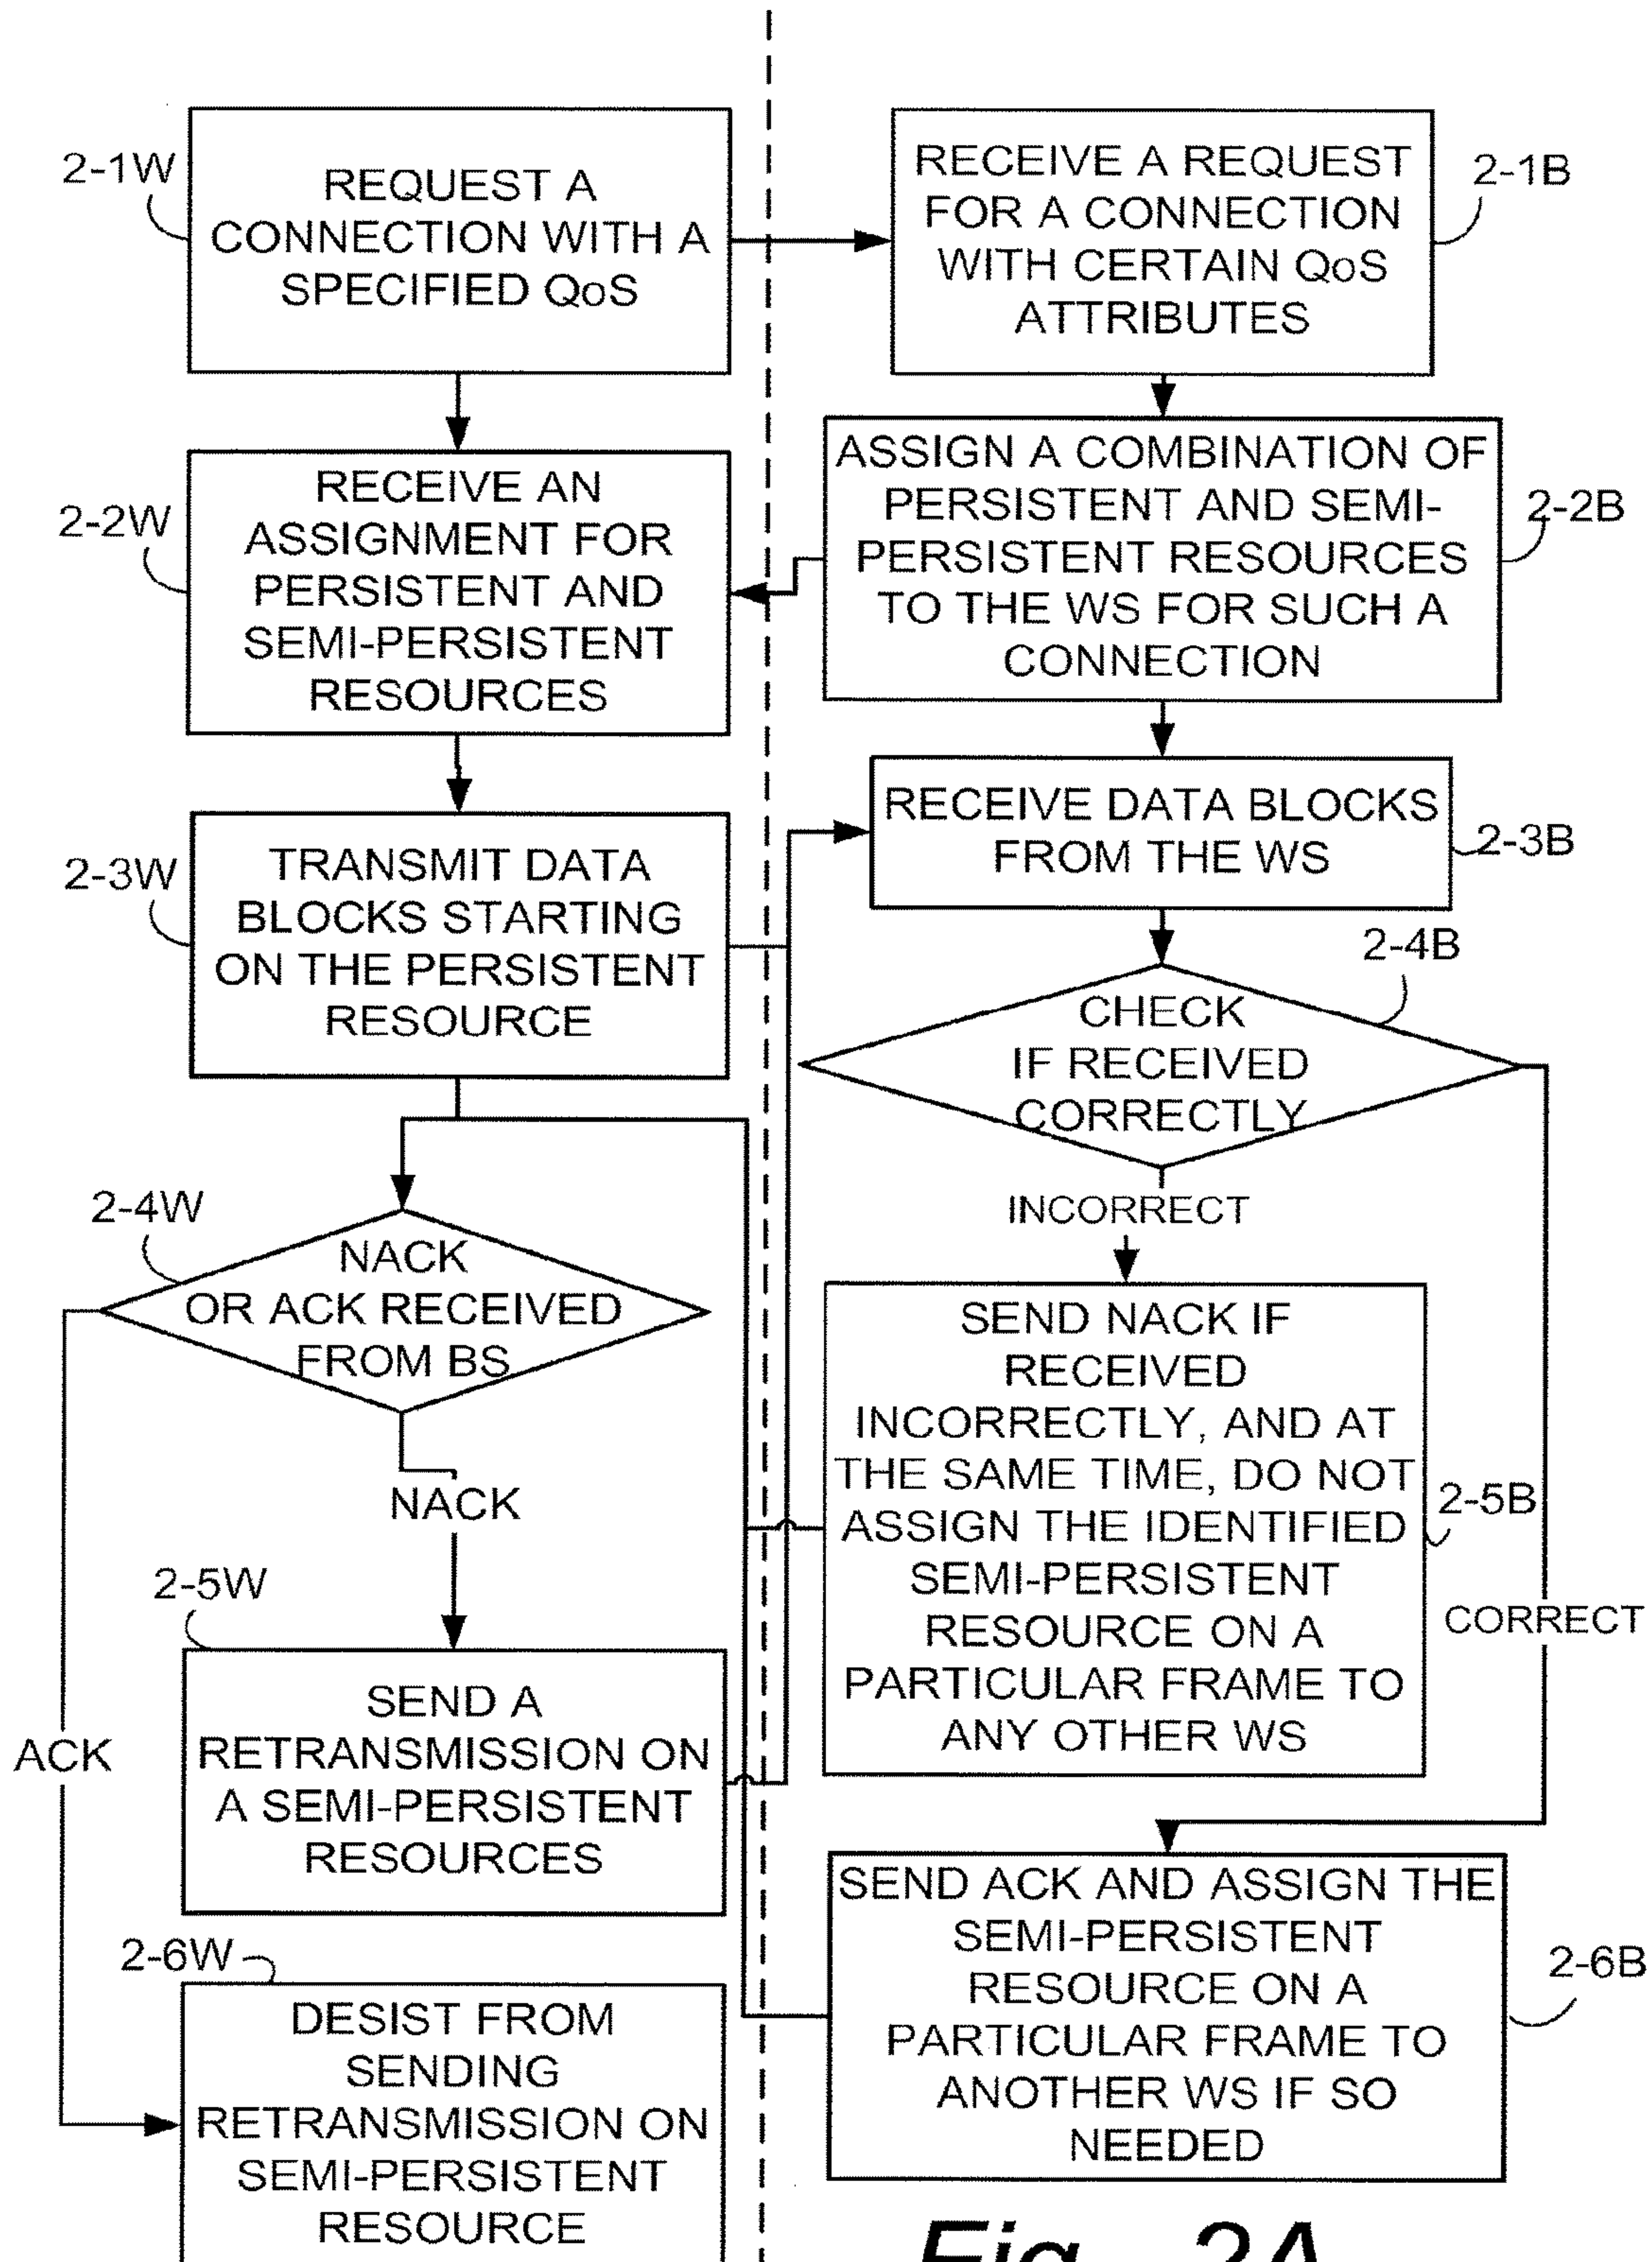 2-1W
REQUEST A
CONNECTION WITH A
SPECIFIED QoS
RECEIVE A REQUEST
FOR A CONNECTION
WITH CERTAIN QoS
ATTRIBUTES
2-1B
2-2W
RECEIVE AN
ASSIGNMENT FOR
PERSISTENT AND
SEMI-PERSISTENT
RESOURCES
ASSIGN A COMBINATION OF
PERSISTENT AND SEMI-
PERSISTENT RESOURCES
TO THE WS FOR SUCH A
CONNECTION
2-2B
2-3W
TRANSMIT DATA
BLOCKS STARTING
ON THE PERSISTENT
RESOURCE
RECEIVE DATA BLOCKS
FROM THE WS
2-3B
2-4B
CHECK
IF RECEIVED
CORRECTLY
INCORRECT
2-4W
NACK
OR ACK RECEIVED
FROM BS
NACK
SEND NACK IF
RECEIVED
INCORRECTLY, AND AT
THE SAME TIME, DO NOT
ASSIGN THE IDENTIFIED
SEMI-PERSISTENT
RESOURCE ON A
PARTICULAR FRAME TO
ANY OTHER WS
2-5B
CORRECT
2-5W
SEND A
RETRANSMISSION ON
A SEMI-PERSISTENT
RESOURCES
ACK
2-6W
DESIST FROM
SENDING
RETRANSMISSION ON
SEMI-PERSISTENT
RESOURCE
SEND ACK AND ASSIGN THE
SEMI-PERSISTENT
RESOURCE ON A
PARTICULAR FRAME TO
ANOTHER WS IF SO
NEEDED
2-6B
Fig. 2A